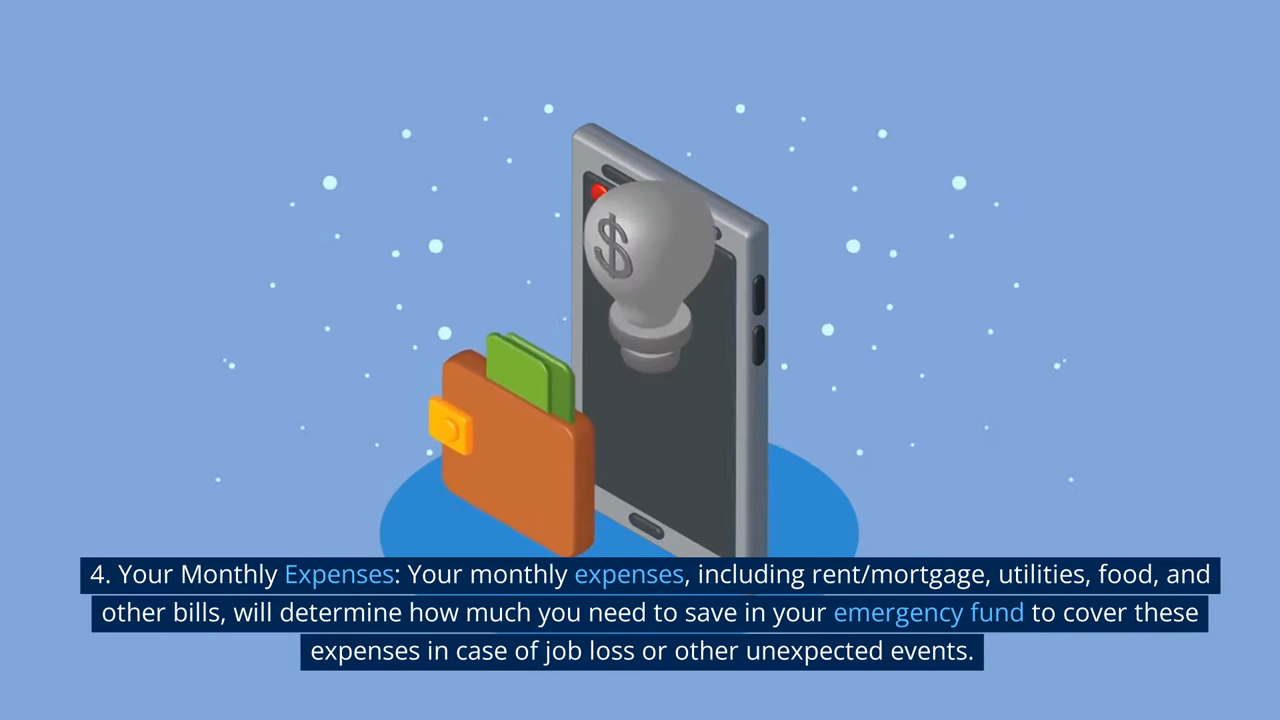 $
4. Your Monthly Expenses: Your monthly expenses, including rent/mortgage, utilities, food, and
other bills, will determine how much you need to save in your emergency fund to cover these
expenses in case of job loss or other unexpected events.